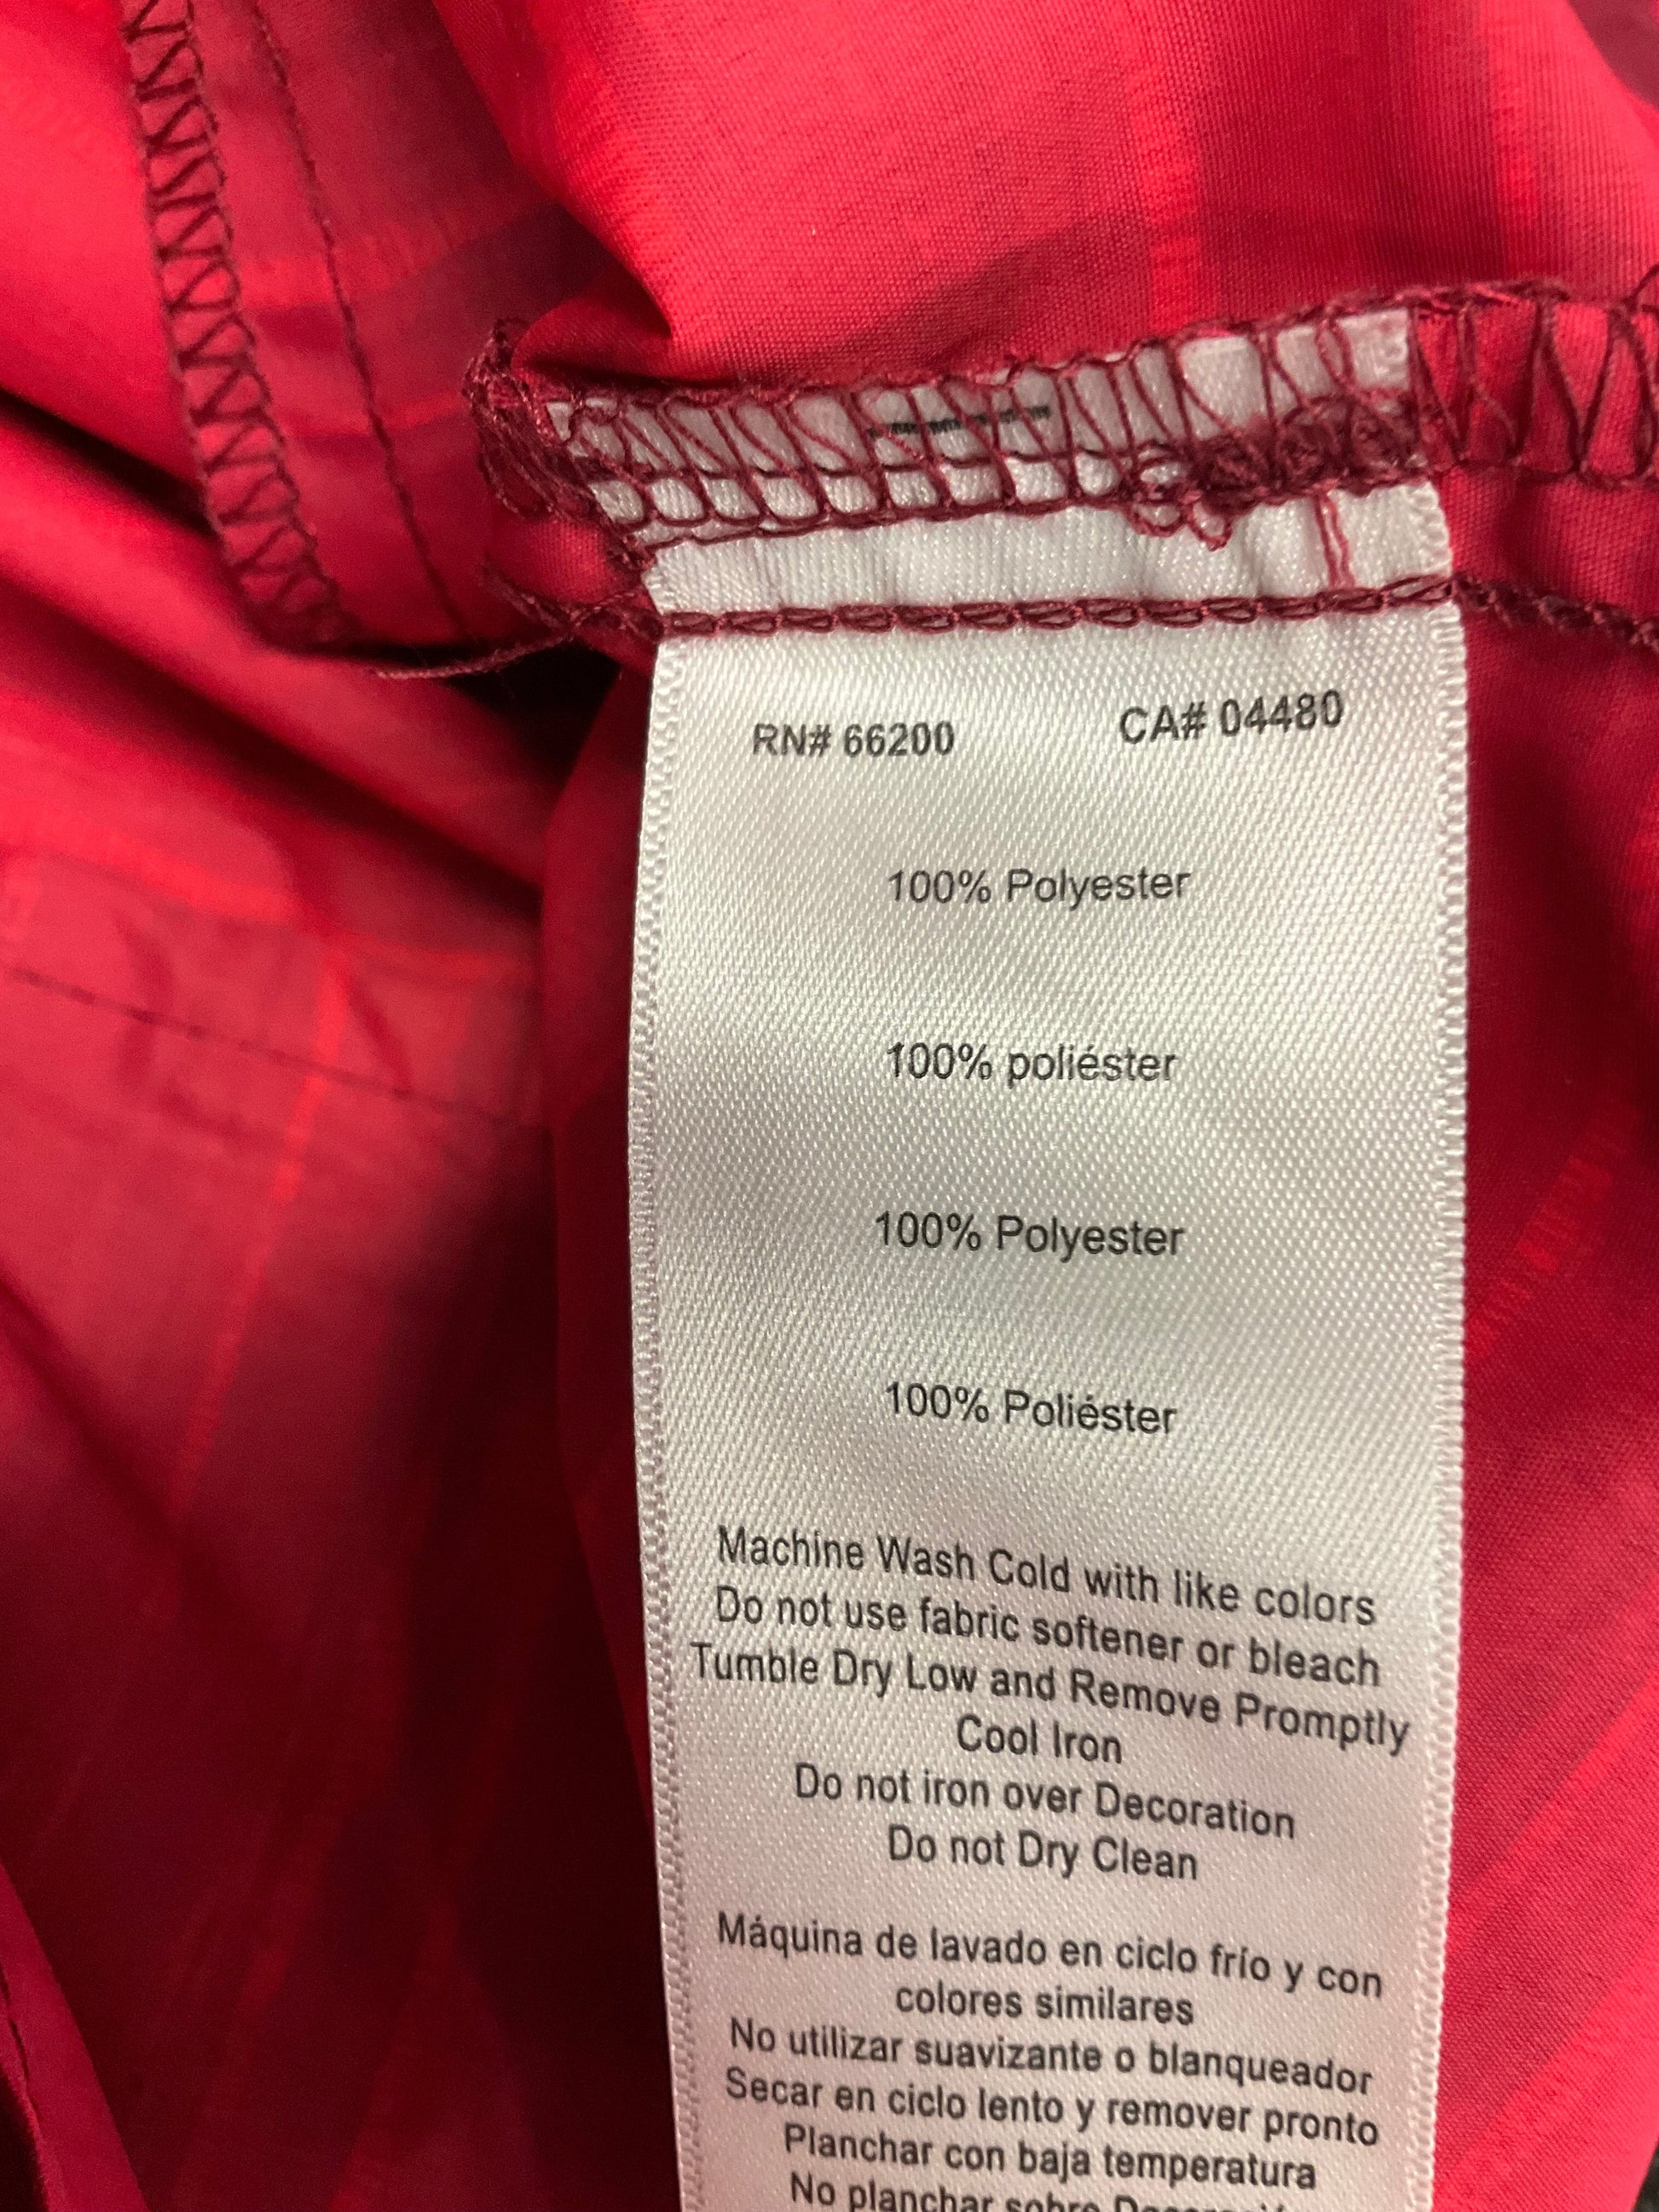 RN# 66200 CA# 04480
100% Polyester
100% poliéster
100% Polyester
100% Poliéster
Machine Wash Cold with like colors
Do not use fabric softener or bleach
Tumble Dry Low and Remove Promptly
Cool Iron
Do not iron over Decoration
Do not Dry Clean
Máquina de lavado en ciclo frío y con
colores similares
No utilizar suavizante o blanqueador
Secar en ciclo lento y remover pronto
Planchar con baja temperatura
No planchar sobre